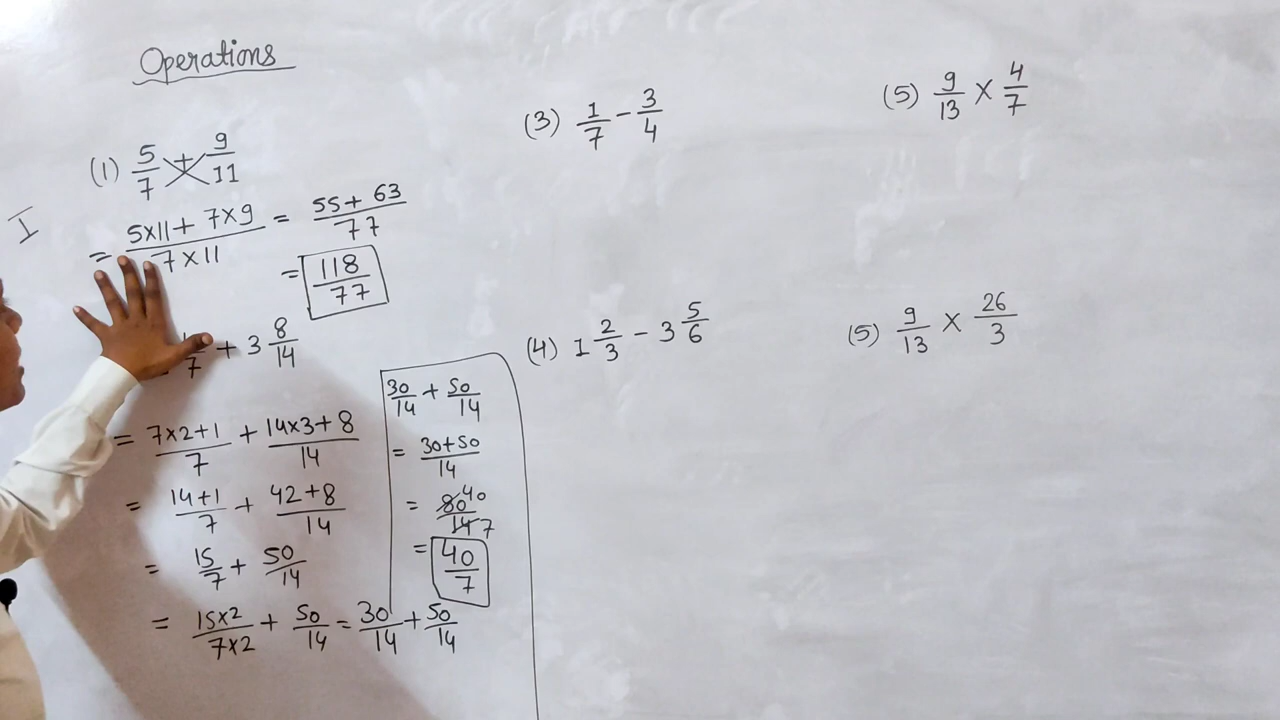 Operations
(1) 5/7 + 9/11
I
= 5×11 + 7×9 / 7×11 = 55 + 63 / 77
= 118/77
1/7 + 3 8/14
= 7×2+1 / 7 + 14×3+8 / 14
= 14+1 / 7 + 42+8 / 14
= 15/7 + 50/14
= 15×2 / 7×2 + 50/14 = 30/14 + 50/14
30/14 + 50/14
= 30+50 / 14
= 80 40 / 14 7
= 40/7
(3) 1/7 - 3/4
(4) 1 2/3 - 3 5/6
(5) 9/13 × 4/7
(5) 9/13 × 26/3